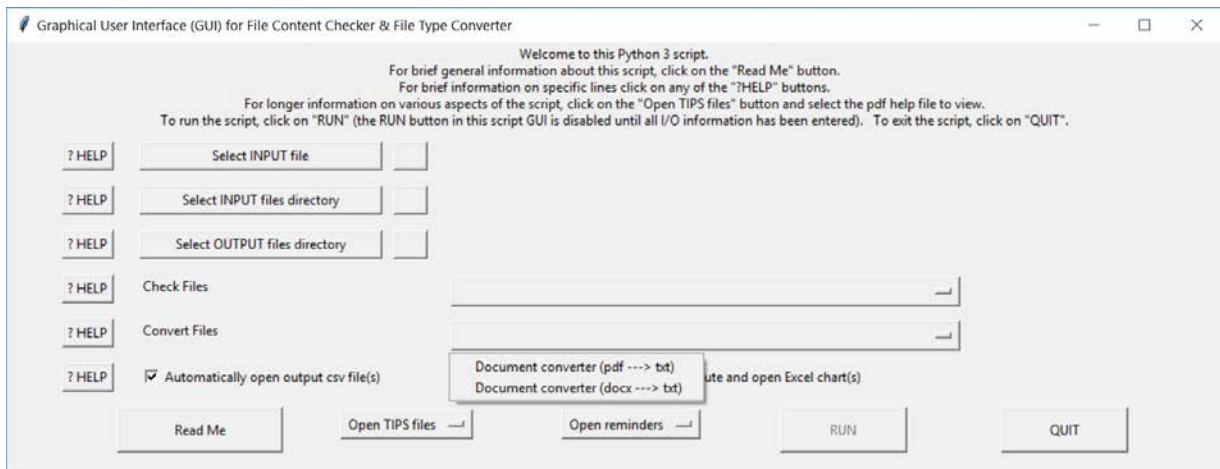 Graphical User Interface (GUI) for File Content Checker & File Type Converter
Welcome to this Python 3 script.
For brief general information about this script, click on the "Read Me" button.
For brief information on specific lines click on any of the "?HELP" buttons.
For longer information on various aspects of the script, click on the "Open TIPS files" button and select the pdf help file to view.
To run the script, click on "RUN" (the RUN button in this script GUI is disabled until all I/O information has been entered). To exit the script, click on "QUIT".
? HELP Select INPUT file
? HELP Select INPUT files directory
? HELP Select OUTPUT files directory
? HELP Check Files
? HELP Convert Files
Document converter (pdf ---> txt)
Document converter (docx ---> txt)
? HELP Automatically open output csv file(s) ute and open Excel chart(s)
Read Me Open TIPS files Open reminders RUN QUIT